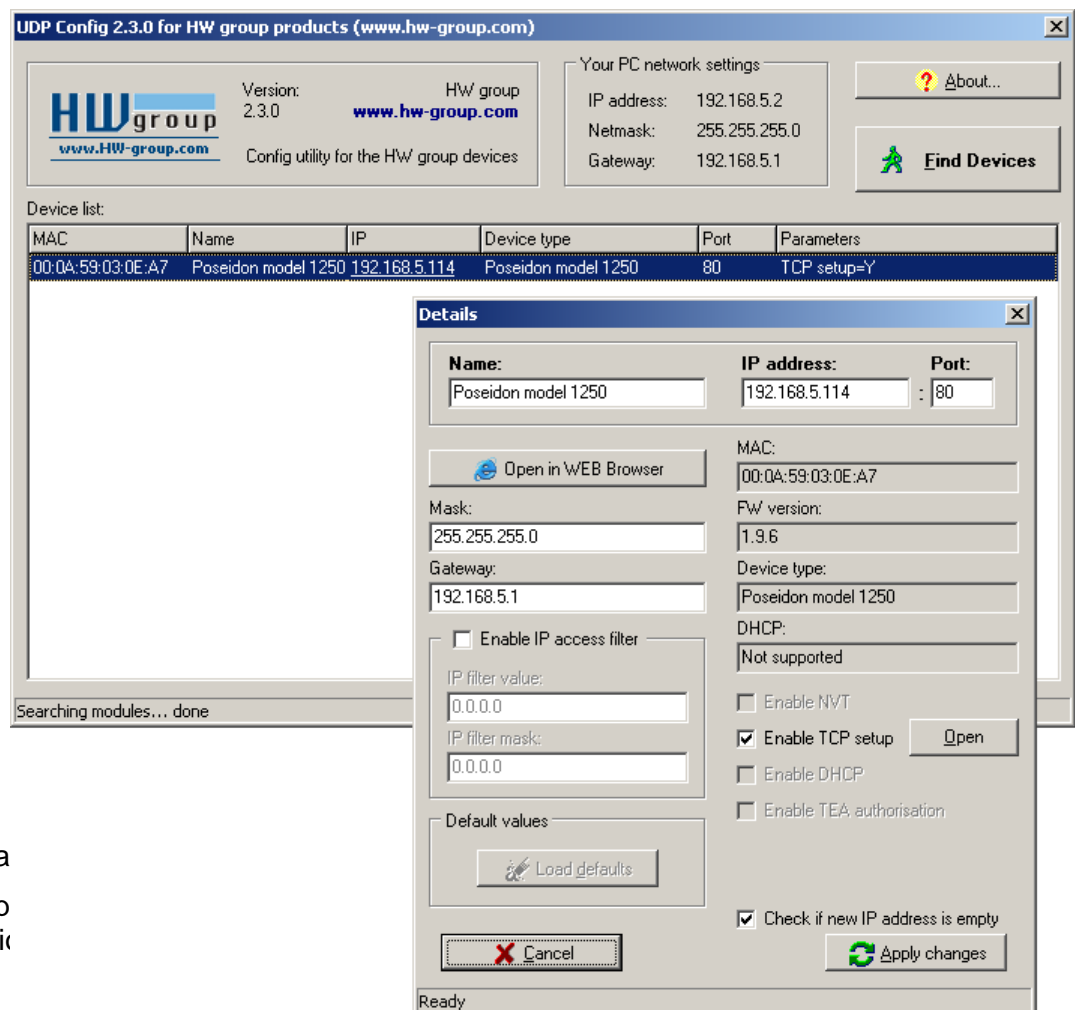 UDP Config 2.3.0 for HW group products (www.hw-group.com)
HW group
www.HW-group.com
Version:
2.3.0
HW group
www.hw-group.com
Config utility for the HW group devices
Your PC network settings
IP address: 192.168.5.2
Netmask: 255.255.255.0
Gateway: 192.168.5.1
About...
Find Devices
Device list:
MAC Name IP Device type Port Parameters
00:0A:59:03:0E:A7 Poseidon model 1250 192.168.5.114 Poseidon model 1250 80 TCP setup=Y
Searching modules... done
Details
Name:
Poseidon model 1250
IP address:
192.168.5.114
Port:
: 80
Open in WEB Browser
Mask:
255.255.255.0
Gateway:
192.168.5.1
Enable IP access filter
IP filter value:
0.0.0.0
IP filter mask:
0.0.0.0
Default values
Load defaults
MAC:
00:0A:59:03:0E:A7
FW version:
1.9.6
Device type:
Poseidon model 1250
DHCP:
Not supported
Enable NVT
Enable TCP setup
Open
Enable DHCP
Enable TEA authorisation
Check if new IP address is empty
Cancel
Apply changes
Ready